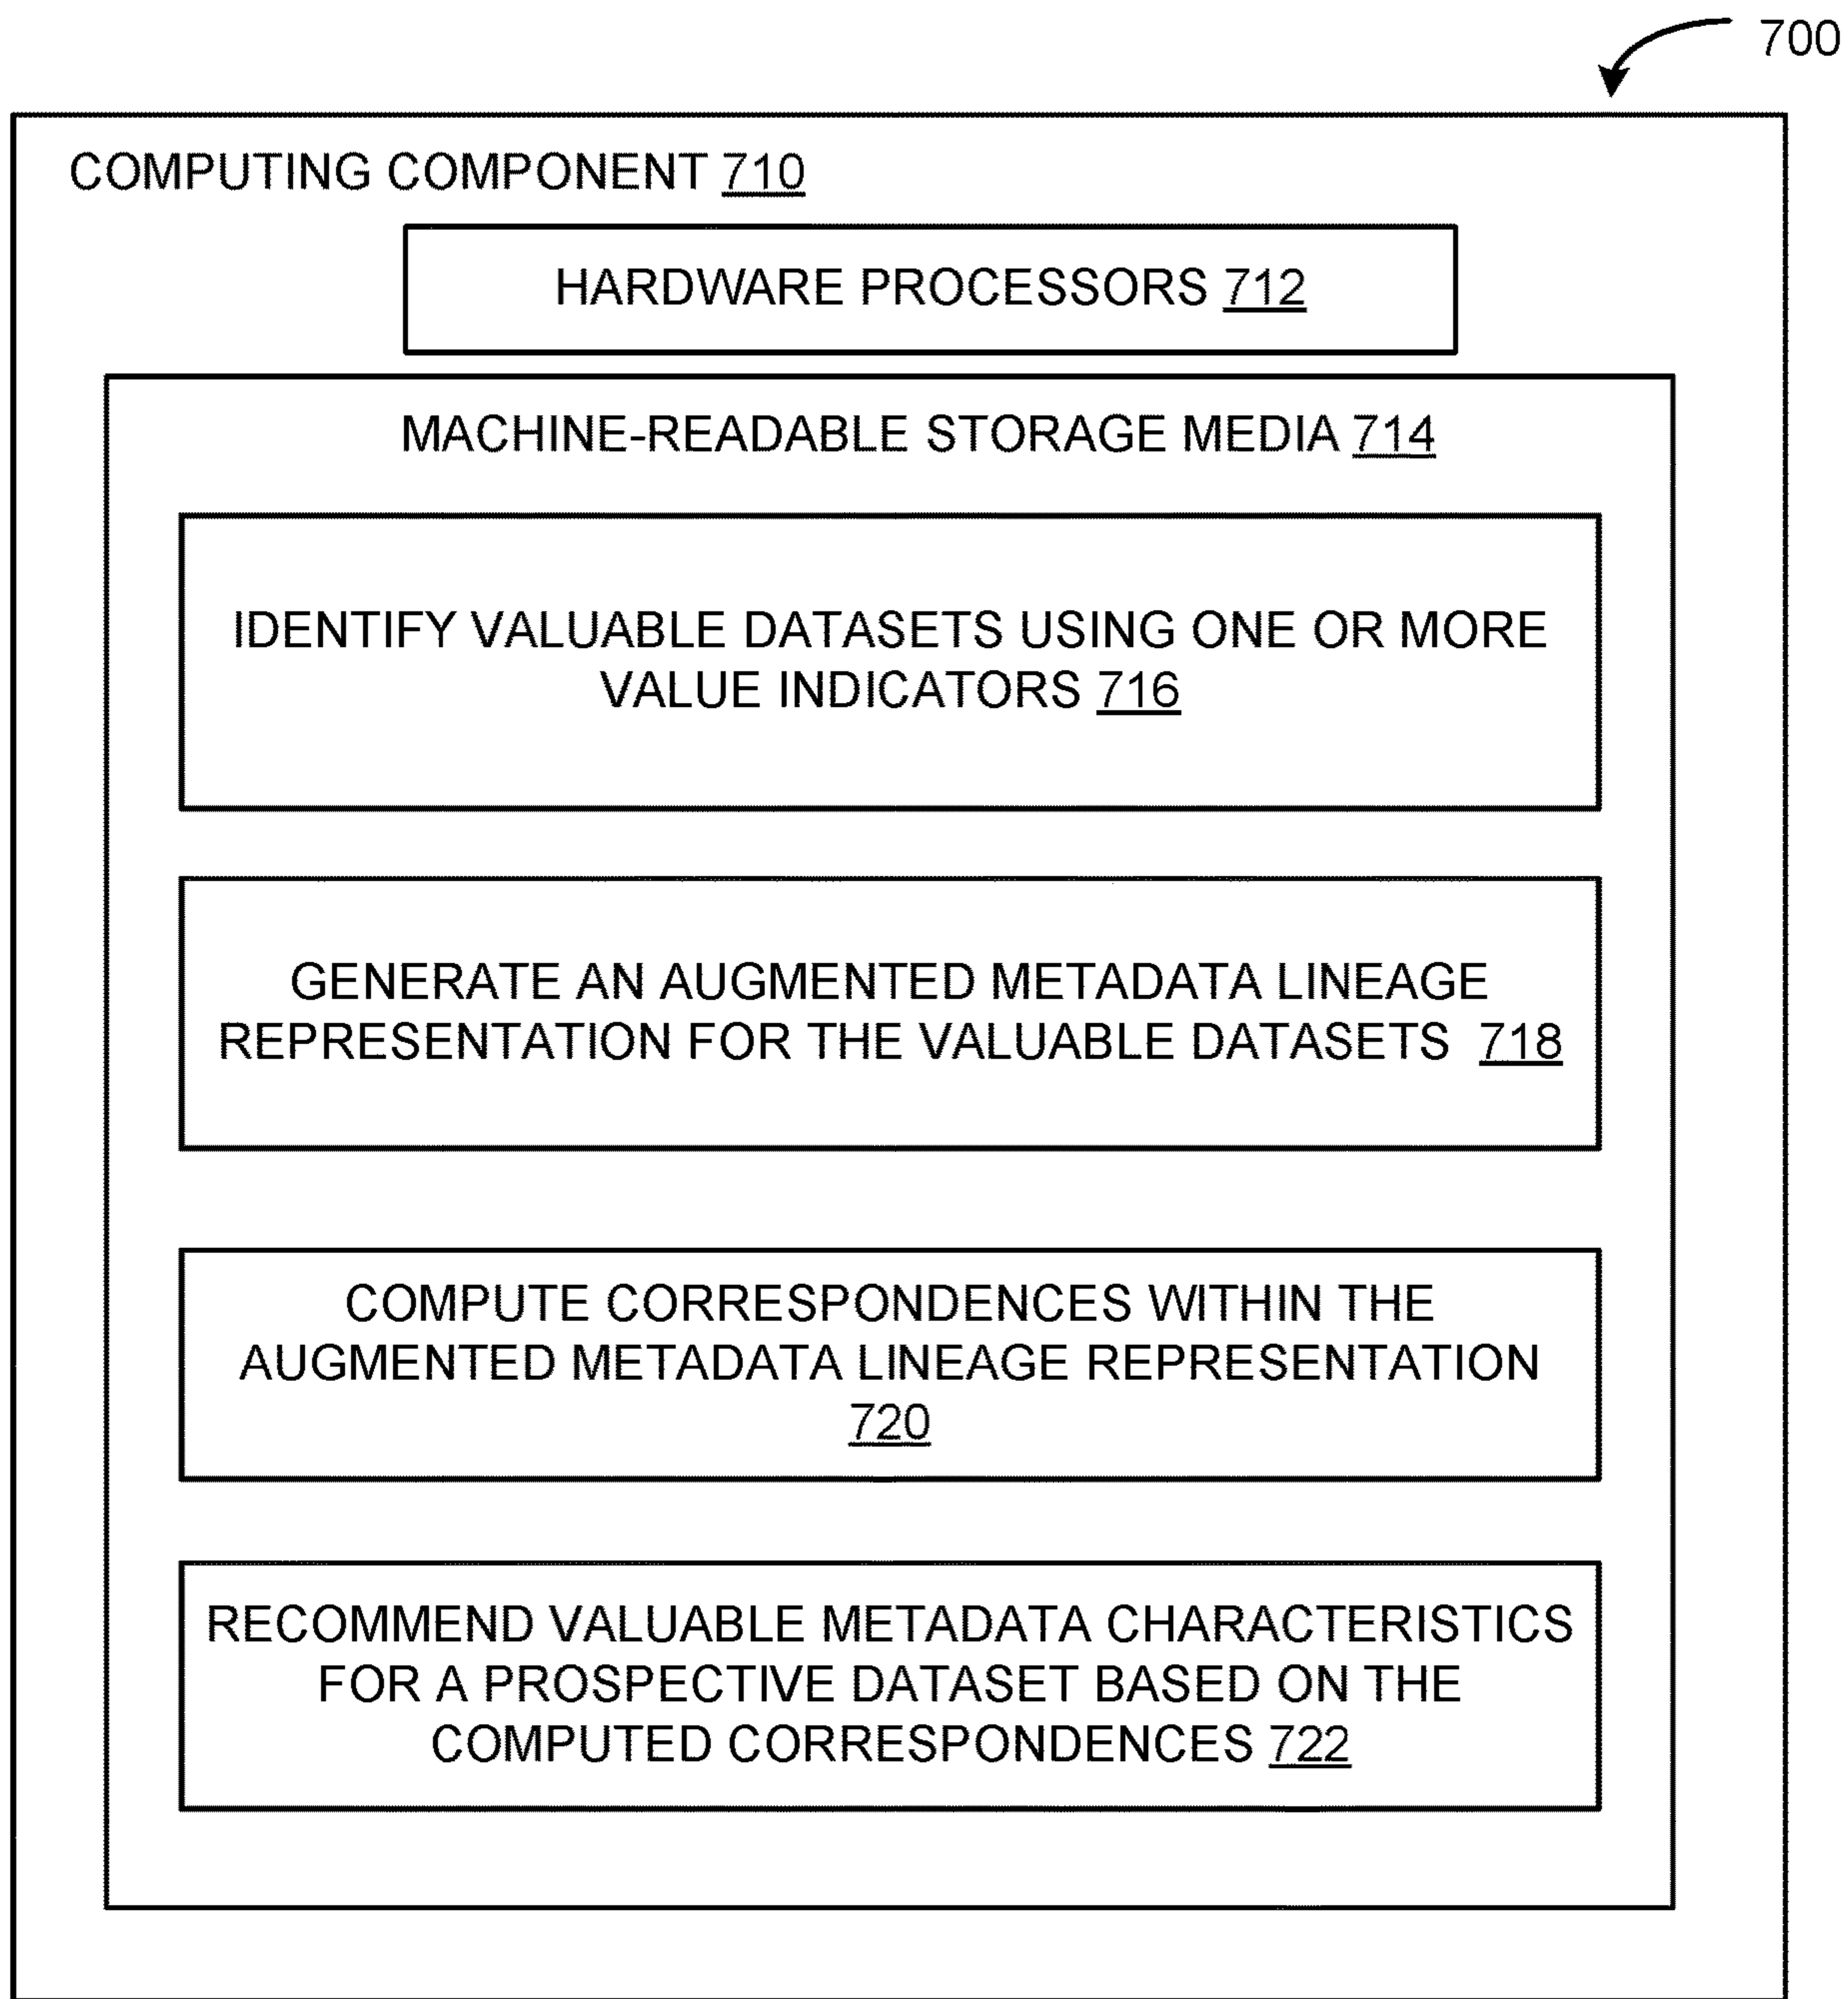 700
COMPUTING COMPONENT 710
HARDWARE PROCESSORS 712
MACHINE-READABLE STORAGE MEDIA 714
IDENTIFY VALUABLE DATASETS USING ONE OR MORE
VALUE INDICATORS 716
GENERATE AN AUGMENTED METADATA LINEAGE
REPRESENTATION FOR THE VALUABLE DATASETS 718
COMPUTE CORRESPONDENCES WITHIN THE
AUGMENTED METADATA LINEAGE REPRESENTATION
720
RECOMMEND VALUABLE METADATA CHARACTERISTICS
FOR A PROSPECTIVE DATASET BASED ON THE
COMPUTED CORRESPONDENCES 722